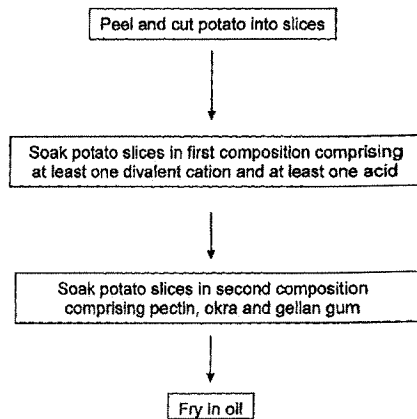 Peel and cut potato into slices
Soak potato slices in first composition comprising
at least one divalent cation and at least one acid
Soak potato slices in second composition
comprising pectin, okra and gellan gum
Fry in oil